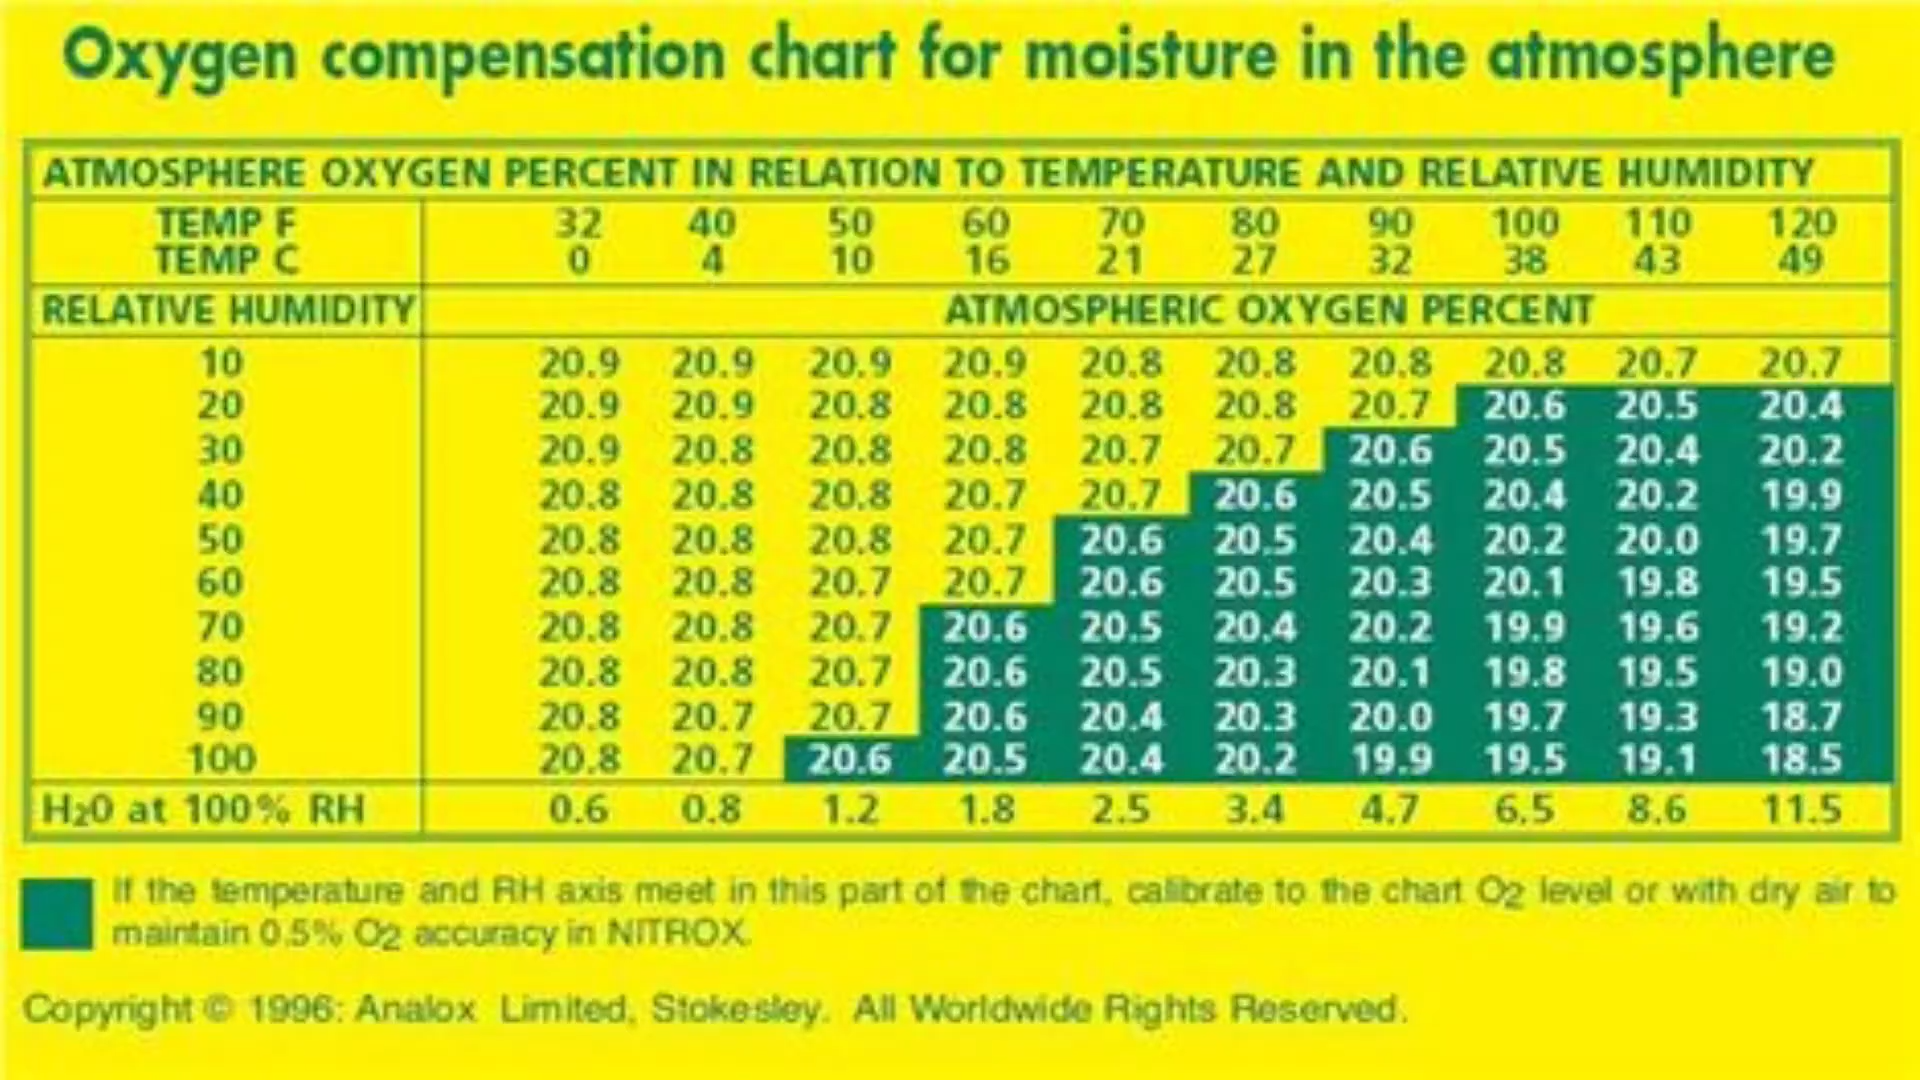 Oxygen compensation chart for moisture in the atmosphere
ATMOSPHERE OXYGEN PERCENT IN RELATION TO TEMPERATURE AND RELATIVE HUMIDITY
TEMP F 32 40 50 60 70 80 90 100 110 120
TEMP C 0 4 10 16 21 27 32 38 43 49
RELATIVE HUMIDITY ATMOSPHERIC OXYGEN PERCENT
10 20.9 20.9 20.9 20.9 20.8 20.8 20.8 20.8 20.7 20.7
20 20.9 20.9 20.8 20.8 20.8 20.8 20.7 20.6 20.5 20.4
30 20.9 20.8 20.8 20.8 20.7 20.7 20.6 20.5 20.4 20.2
40 20.8 20.8 20.8 20.7 20.7 20.6 20.5 20.4 20.2 19.9
50 20.8 20.8 20.8 20.7 20.6 20.5 20.4 20.2 20.0 19.7
60 20.8 20.8 20.7 20.7 20.6 20.5 20.3 20.1 19.8 19.5
70 20.8 20.8 20.7 20.6 20.5 20.4 20.2 19.9 19.6 19.2
80 20.8 20.8 20.7 20.6 20.5 20.3 20.1 19.8 19.5 19.0
90 20.8 20.7 20.7 20.6 20.4 20.3 20.0 19.7 19.3 18.7
100 20.8 20.7 20.6 20.5 20.4 20.2 19.9 19.5 19.1 18.5
H20 at 100% RH 0.6 0.8 1.2 1.8 2.5 3.4 4.7 6.5 8.6 11.5
If the temperature and RH axis meet in this part of the chart, calibrate to the chart O2 level or with dry air to
maintain 0.5% O2 accuracy in NITROX.
Copyright © 1996: Analox Limited, Stokesley. All Worldwide Rights Reserved.